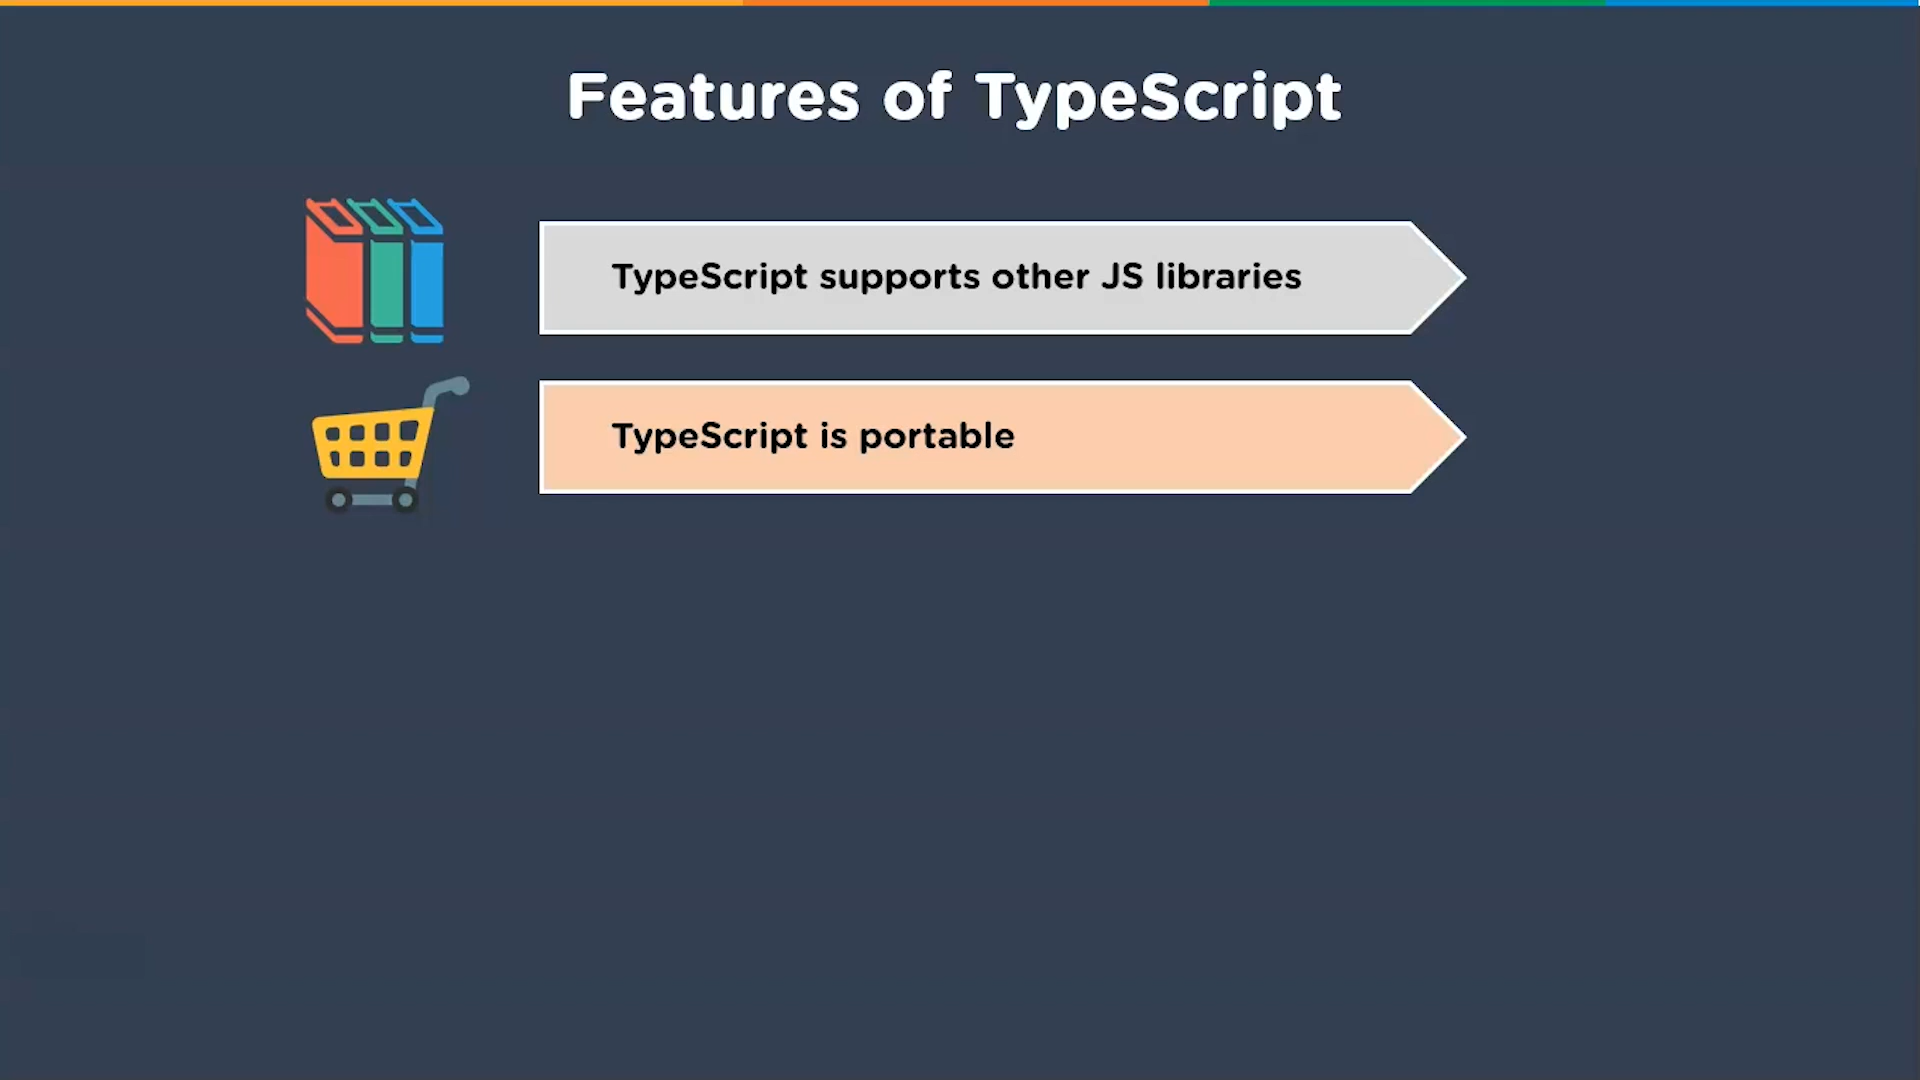 Features of TypeScript
TypeScript supports other JS libraries
TypeScript is portable